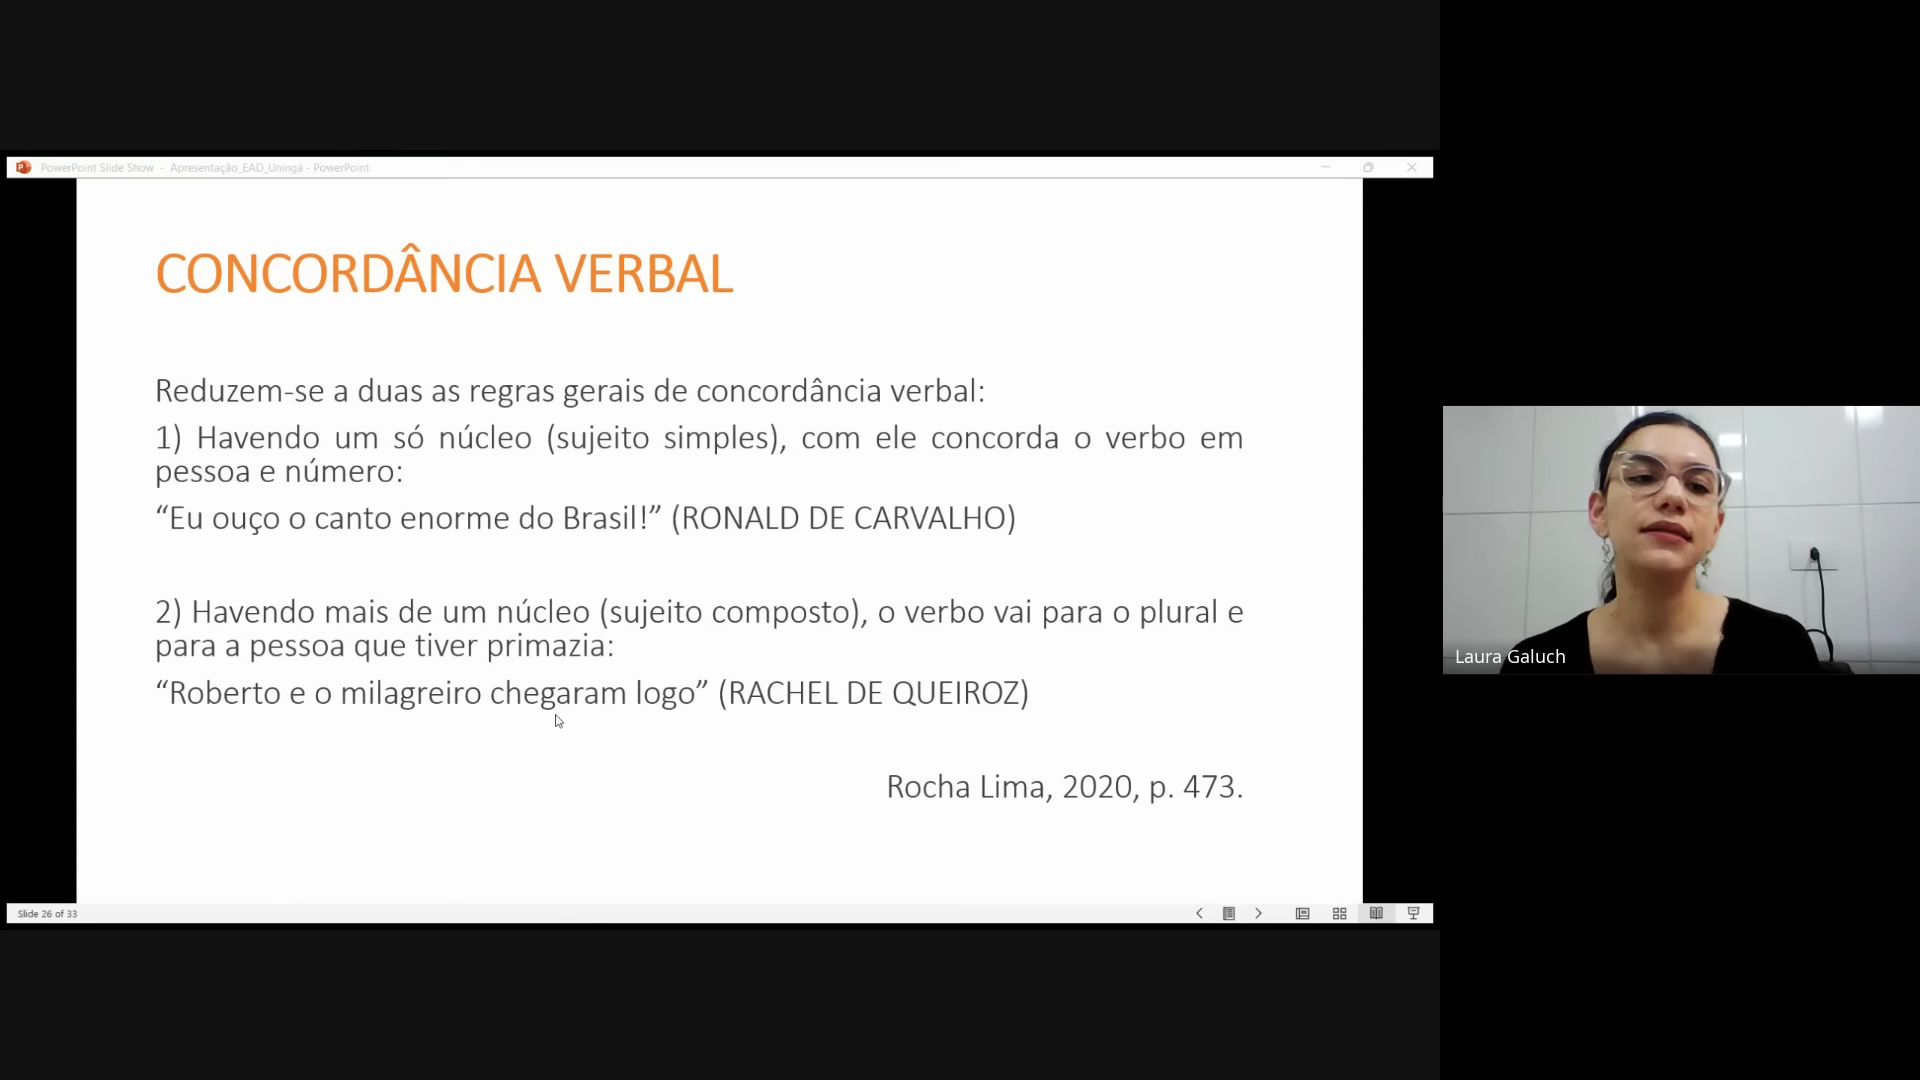 PowerPoint Slide Show - Apresentação_EAD_Uningá - PowerPoint
CONCORDÂNCIA VERBAL
Reduzem-se a duas as regras gerais de concordância verbal:
1) Havendo um só núcleo (sujeito simples), com ele concorda o verbo em
pessoa e número:
“Eu ouço o canto enorme do Brasil!” (RONALD DE CARVALHO)
2) Havendo mais de um núcleo (sujeito composto), o verbo vai para o plural e
para a pessoa que tiver primazia:
“Roberto e o milagreiro chegaram logo” (RACHEL DE QUEIROZ)
Rocha Lima, 2020, p. 473.
Slide 26 of 33
Laura Galuch